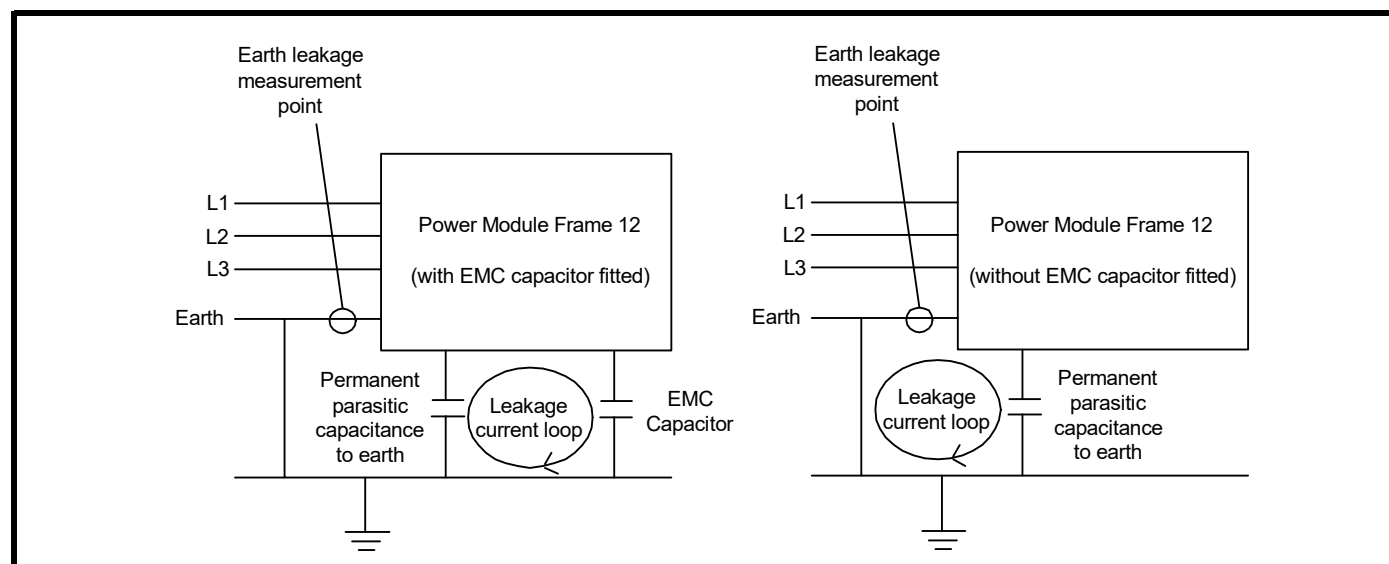 Earth leakage
measurement
point
L1
L2
L3
Earth
Power Module Frame 12
(with EMC capacitor fitted)
Permanent
parasitic
capacitance
to earth
Leakage
current loop
EMC
Capacitor
Earth leakage
measurement
point
L1
L2
L3
Earth
Power Module Frame 12
(without EMC capacitor fitted)
Leakage
current loop
Permanent
parasitic
capacitance
to earth